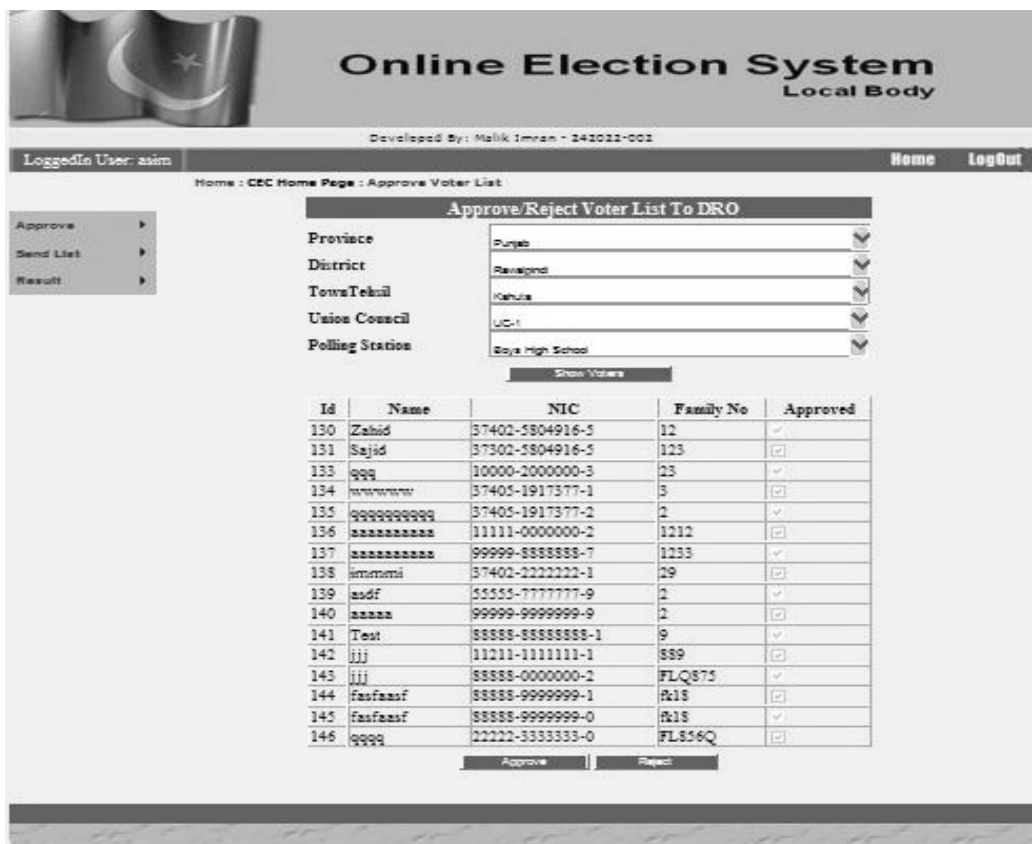 Online Election System
Local Body
Developed By: Malik Imran - 242022-002
LoggedIn User: asim Home LogOut
Home : CEC Home Page : Approve Voter List
Approve
Send List
Result
Approve/Reject Voter List To DRO
Province Punjab
District Rawalpindi
TownTehsil Kahuta
Union Council UC-1
Polling Station Boys High School
Show Voters
Id Name NIC Family No Approved
130 Zahid 37402-5804916-5 12
131 Sajid 37302-5804916-5 123
133 qqq 10000-2000000-3 23
134 wwwwww 37405-1917377-1 3
135 qqqqqqqqqq 37405-1917377-2 2
136 aaaaaaaaaa 11111-0000000-2 1212
137 aaaaaaaaaa 99999-8888888-7 1233
138 immmi 37402-2222222-1 29
139 asdf 55555-7777777-9 2
140 aaaaa 99999-9999999-9 2
141 Test 88888-88888888-1 9
142 jjj 11211-1111111-1 889
143 jjj 88888-0000000-2 FLQ875
144 fasfaasf 88888-9999999-1 fk18
145 fasfaasf 88888-9999999-0 fk18
146 qqqq 22222-3333333-0 FL856Q
Approve Reject